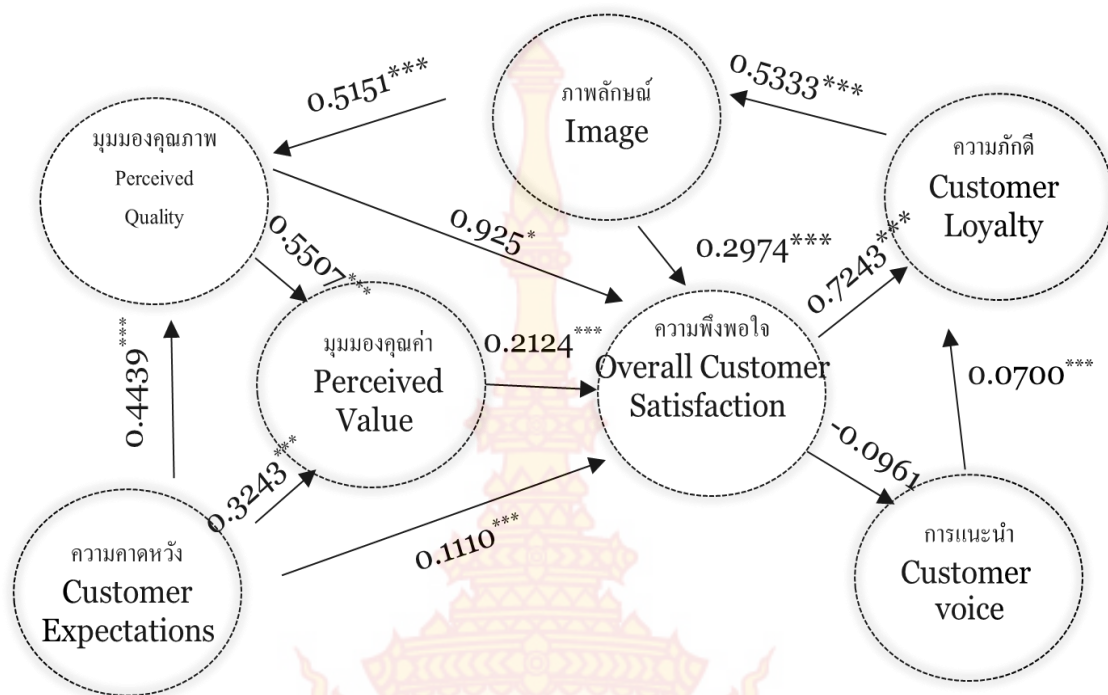 0.5151***
ภาพลักษณ์
Image
0.5333***
มุมมองคุณภาพ
Perceived
Quality
ความภักดี
Customer
Loyalty
0.925*
0.5507***
0.2974***
0.7243***
0.4439***
มุมมองคุณค่า
Perceived
Value
0.2124***
ความพึงพอใจ
Overall Customer
Satisfaction
0.0700***
0.3243***
-0.0961
0.1110***
ความคาดหวัง
Customer
Expectations
การแนะนำ
Customer
voice